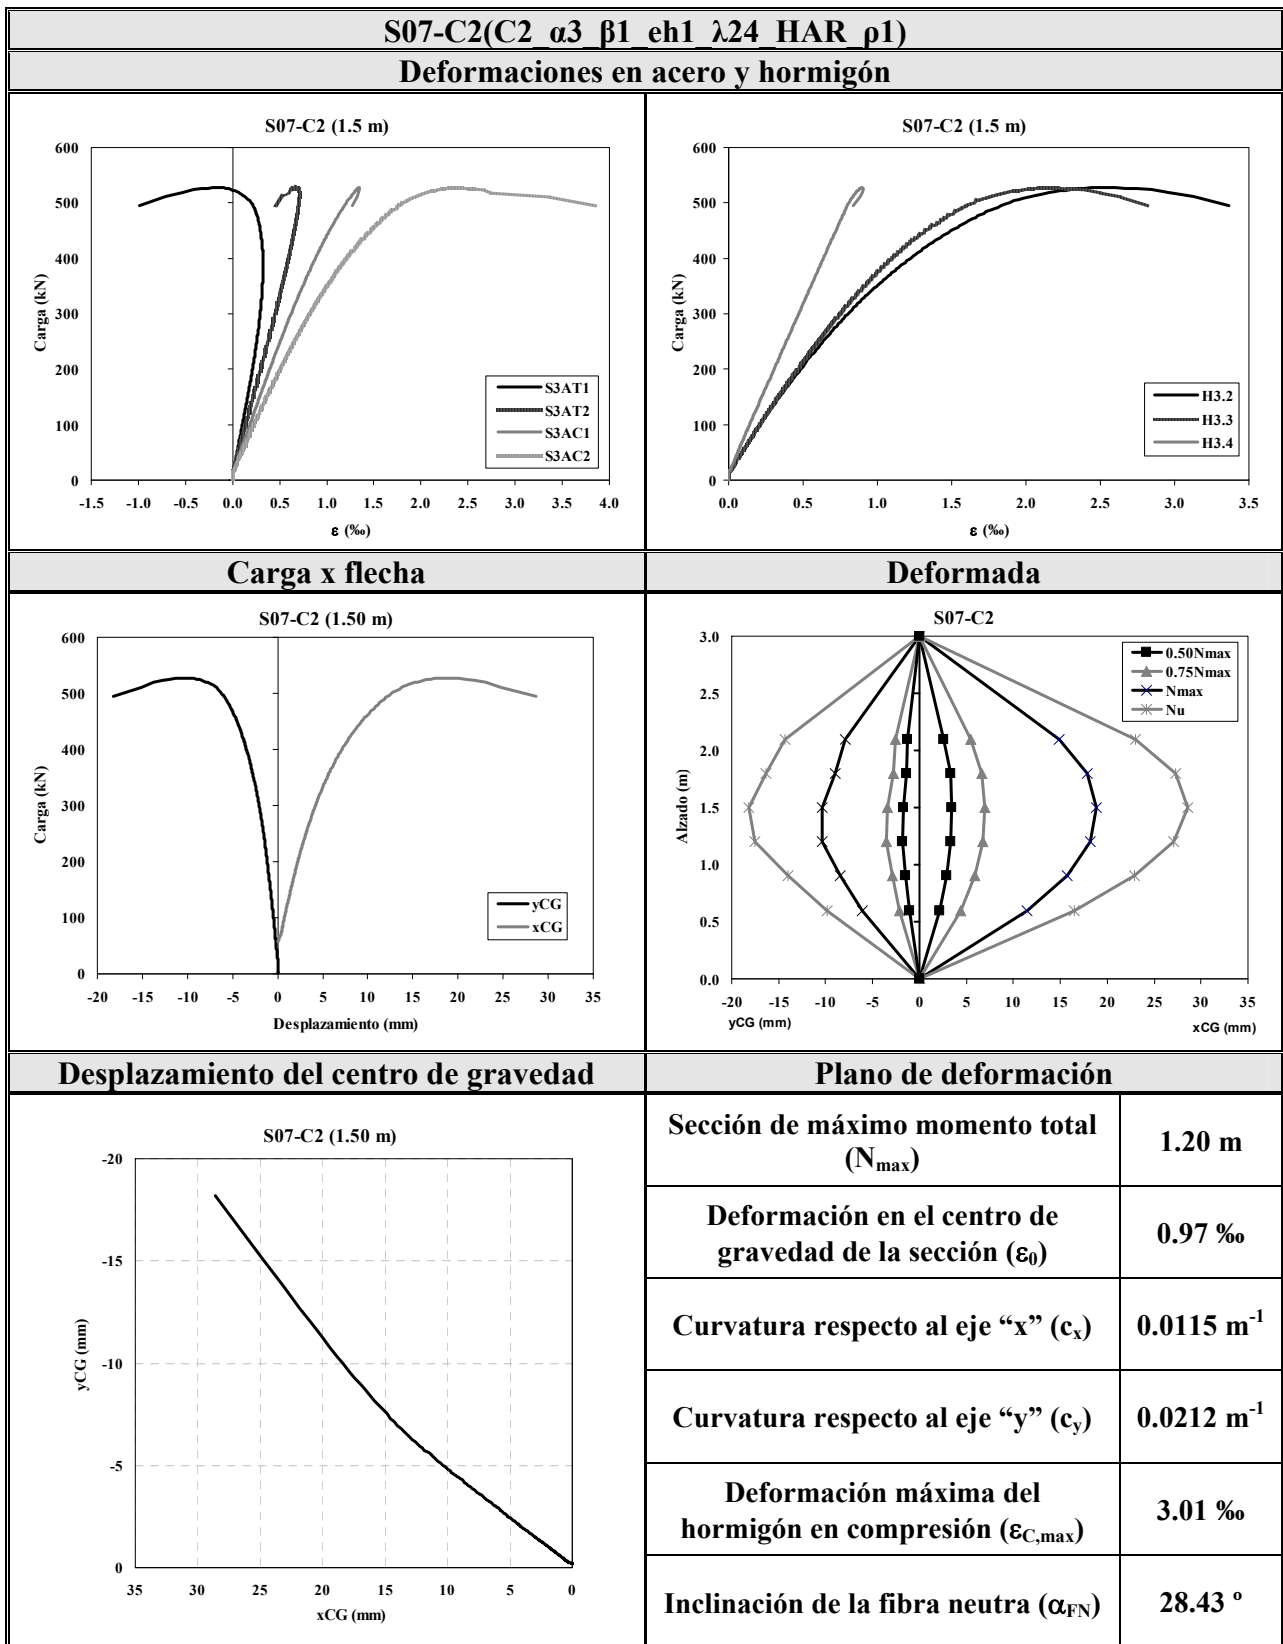 S07-C2(C2_α3_β1_eh1_λ24_HAR_ρ1)
Deformaciones en acero y hormigón
S07-C2 (1.5 m)
600
500
400
300
200
100
0
Carga (kN)
-1.5 -1.0 -0.5 0.0 0.5 1.0 1.5 2.0 2.5 3.0 3.5 4.0
ε (‰)
S3AT1
S3AT2
S3AC1
S3AC2
S07-C2 (1.5 m)
600
500
400
300
200
100
0
Carga (kN)
0.0 0.5 1.0 1.5 2.0 2.5 3.0 3.5
ε (‰)
H3.2
H3.3
H3.4
Carga x flecha
Deformada
S07-C2 (1.50 m)
600
500
400
300
200
100
0
Carga (kN)
-20 -15 -10 -5 0 5 10 15 20 25 30 35
Desplazamiento (mm)
yCG
xCG
S07-C2
3.0
2.5
2.0
1.5
1.0
0.5
0.0
Alzado (m)
-20 -15 -10 -5 0 5 10 15 20 25 30 35
yCG (mm)
xCG (mm)
0.50Nmax
0.75Nmax
Nmax
Nu
Desplazamiento del centro de gravedad
Plano de deformación
S07-C2 (1.50 m)
-20
-15
-10
-5
0
yCG (mm)
35 30 25 20 15 10 5 0
xCG (mm)
Sección de máximo momento total
(Nmax)
1.20 m
Deformación en el centro de
gravedad de la sección (ε0)
0.97 ‰
Curvatura respecto al eje “x” (cx)
0.0115 m-1
Curvatura respecto al eje “y” (cy)
0.0212 m-1
Deformación máxima del
hormigón en compresión (εC,max)
3.01 ‰
Inclinación de la fibra neutra (αFN)
28.43 º